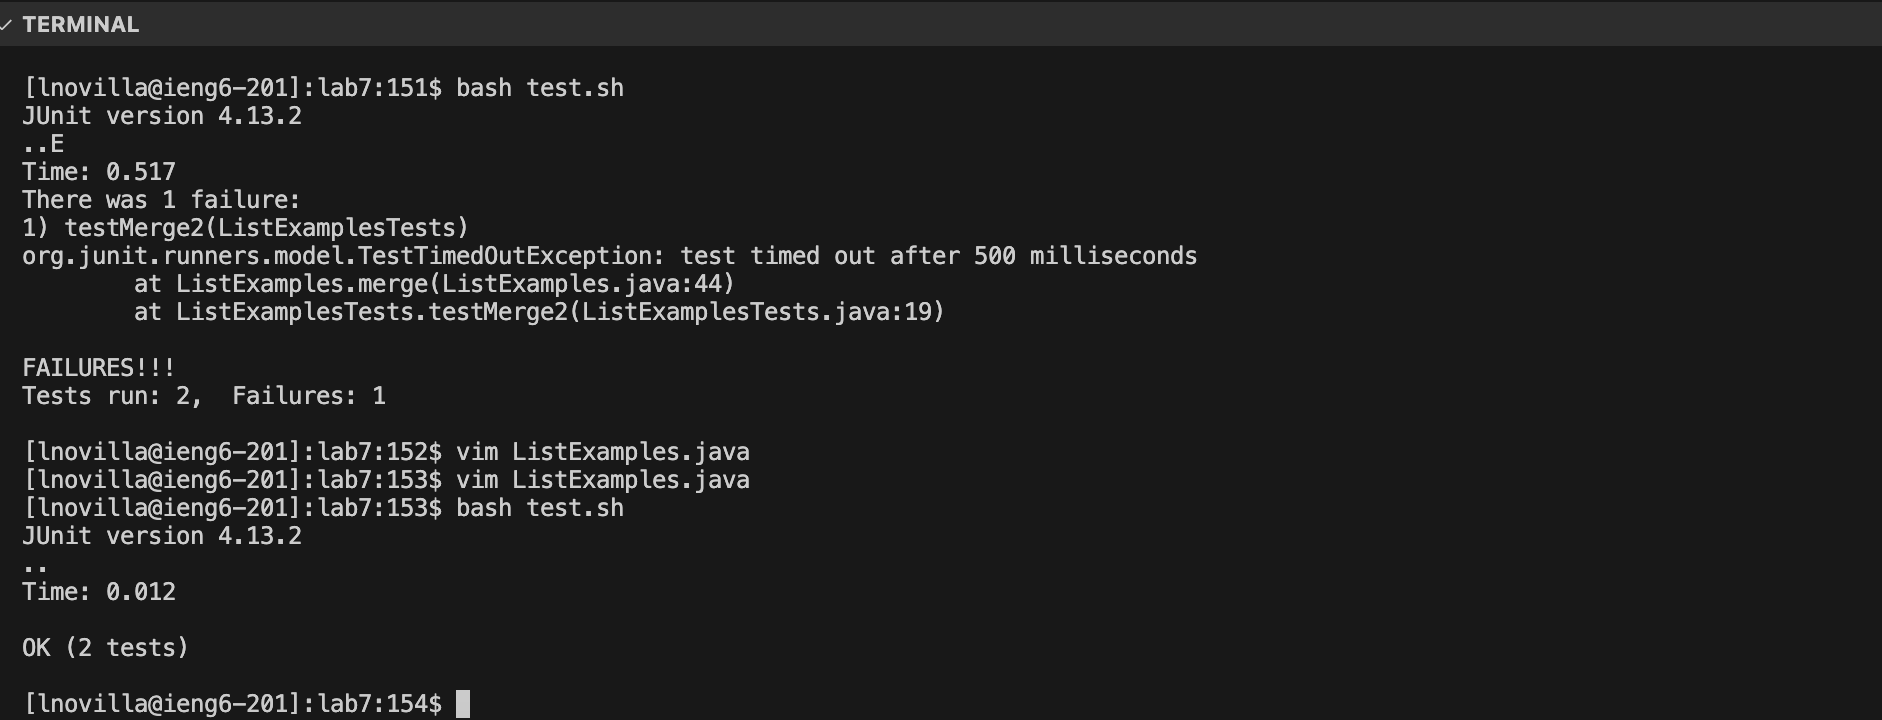 TERMINAL
[lnovilla@ieng6-201]:lab7:151$ bash test.sh
JUnit version 4.13.2
..E
Time: 0.517
There was 1 failure:
1) testMerge2(ListExamplesTests)
org.junit.runners.model.TestTimedOutException: test timed out after 500 milliseconds
        at ListExamples.merge(ListExamples.java:44)
        at ListExamplesTests.testMerge2(ListExamplesTests.java:19)
FAILURES!!!
Tests run: 2,  Failures: 1
[lnovilla@ieng6-201]:lab7:152$ vim ListExamples.java
[lnovilla@ieng6-201]:lab7:153$ vim ListExamples.java
[lnovilla@ieng6-201]:lab7:153$ bash test.sh
JUnit version 4.13.2
..
Time: 0.012
OK (2 tests)
[lnovilla@ieng6-201]:lab7:154$